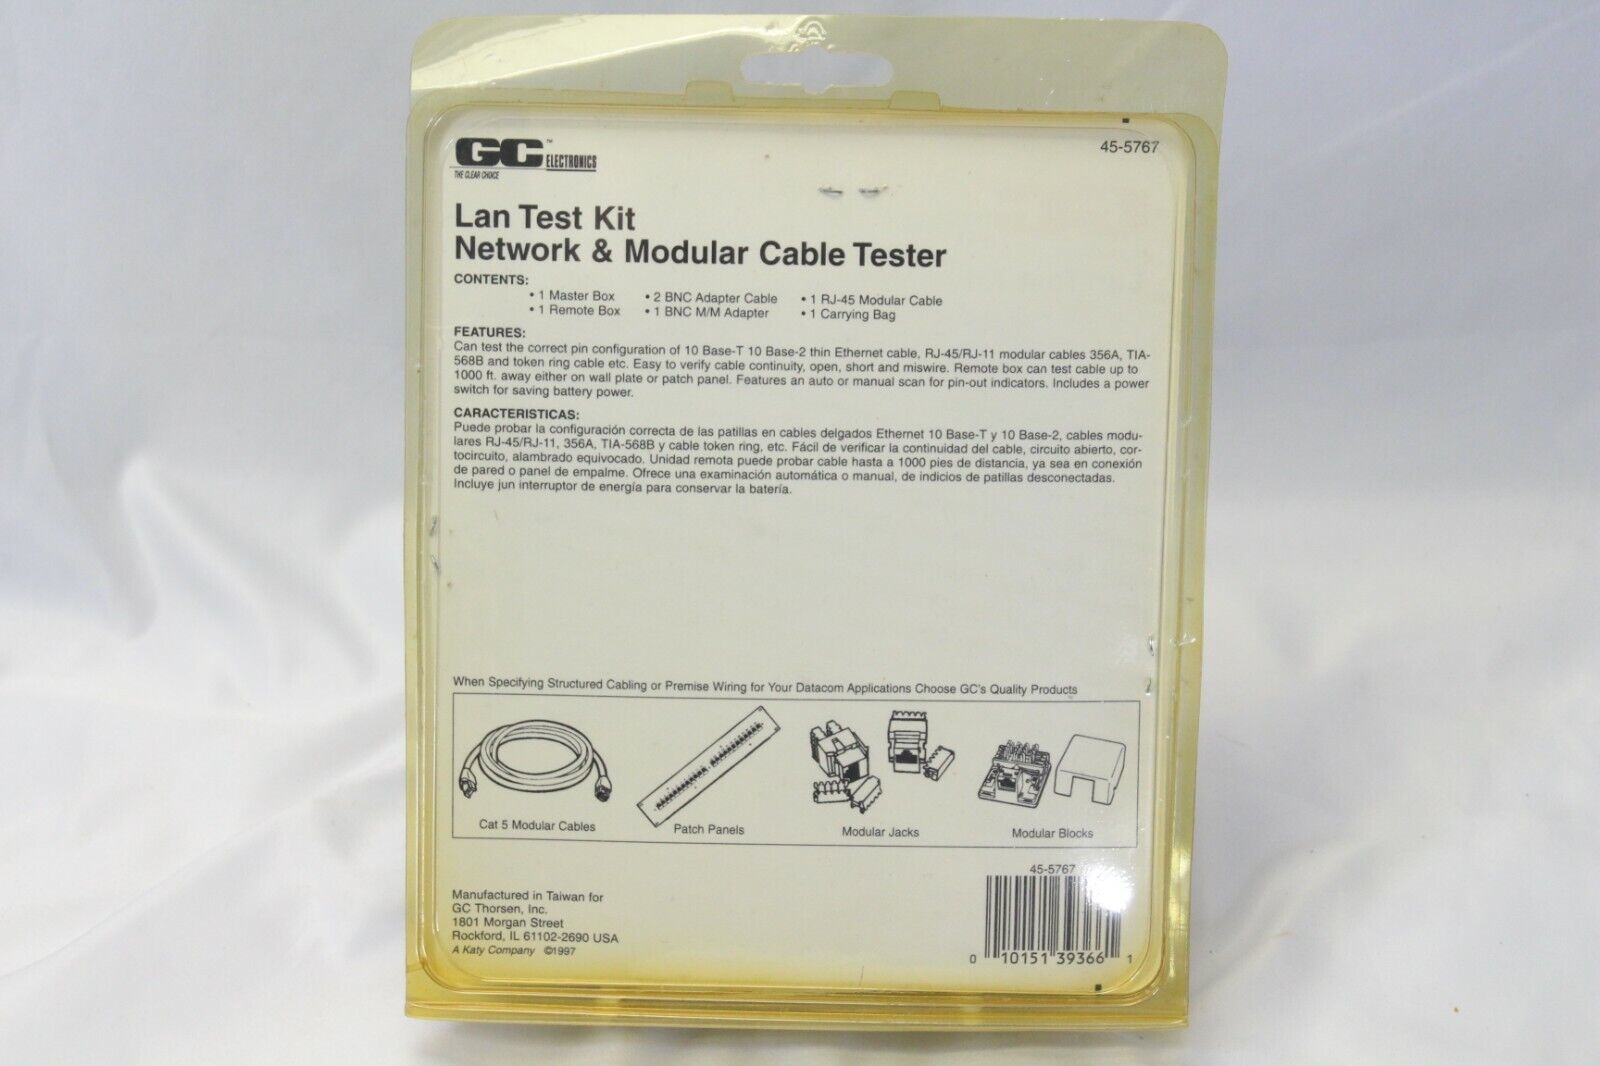 GC™ ELECTRONICS
THE CLEAR CHOICE
45-5767
Lan Test Kit
Network & Modular Cable Tester
CONTENTS:
• 1 Master Box • 2 BNC Adapter Cable • 1 RJ-45 Modular Cable
• 1 Remote Box • 1 BNC M/M Adapter • 1 Carrying Bag
FEATURES:
Can test the correct pin configuration of 10 Base-T 10 Base-2 thin Ethernet cable, RJ-45/RJ-11 modular cables 356A, TIA-
568B and token ring cable etc. Easy to verify cable continuity, open, short and miswire. Remote box can test cable up to
1000 ft. away either on wall plate or patch panel. Features an auto or manual scan for pin-out indicators. Includes a power
switch for saving battery power.
CARACTERISTICAS:
Puede probar la configuración correcta de las patillas en cables delgados Ethernet 10 Base-T y 10 Base-2, cables modu-
lares RJ-45/RJ-11, 356A, TIA-568B y cable token ring, etc. Fácil de verificar la continuidad del cable, circuito abierto, cor-
tocircuito, alambrado equivocado. Unidad remota puede probar cable hasta a 1000 pies de distancia, ya sea en conexión
de pared o panel de empalme. Ofrece una examinación automática o manual, de indicios de patillas desconectadas.
Incluye jun interruptor de energía para conservar la batería.
When Specifying Structured Cabling or Premise Wiring for Your Datacom Applications Choose GC's Quality Products
Cat 5 Modular Cables
Patch Panels
Modular Jacks
Modular Blocks
Manufactured in Taiwan for
GC Thorsen, Inc.
1801 Morgan Street
Rockford, IL 61102-2690 USA
A Katy Company ©1997
45-5767
0 10151 39366 1